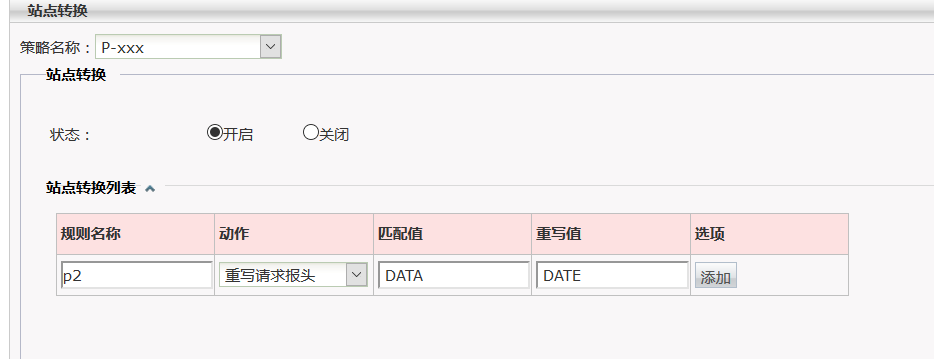 站点转换
策略名称：P-xxx
站点转换
状态： 开启 关闭
站点转换列表
规则名称 动作 匹配值 重写值 选项
p2 重写请求报头 DATA DATE 添加